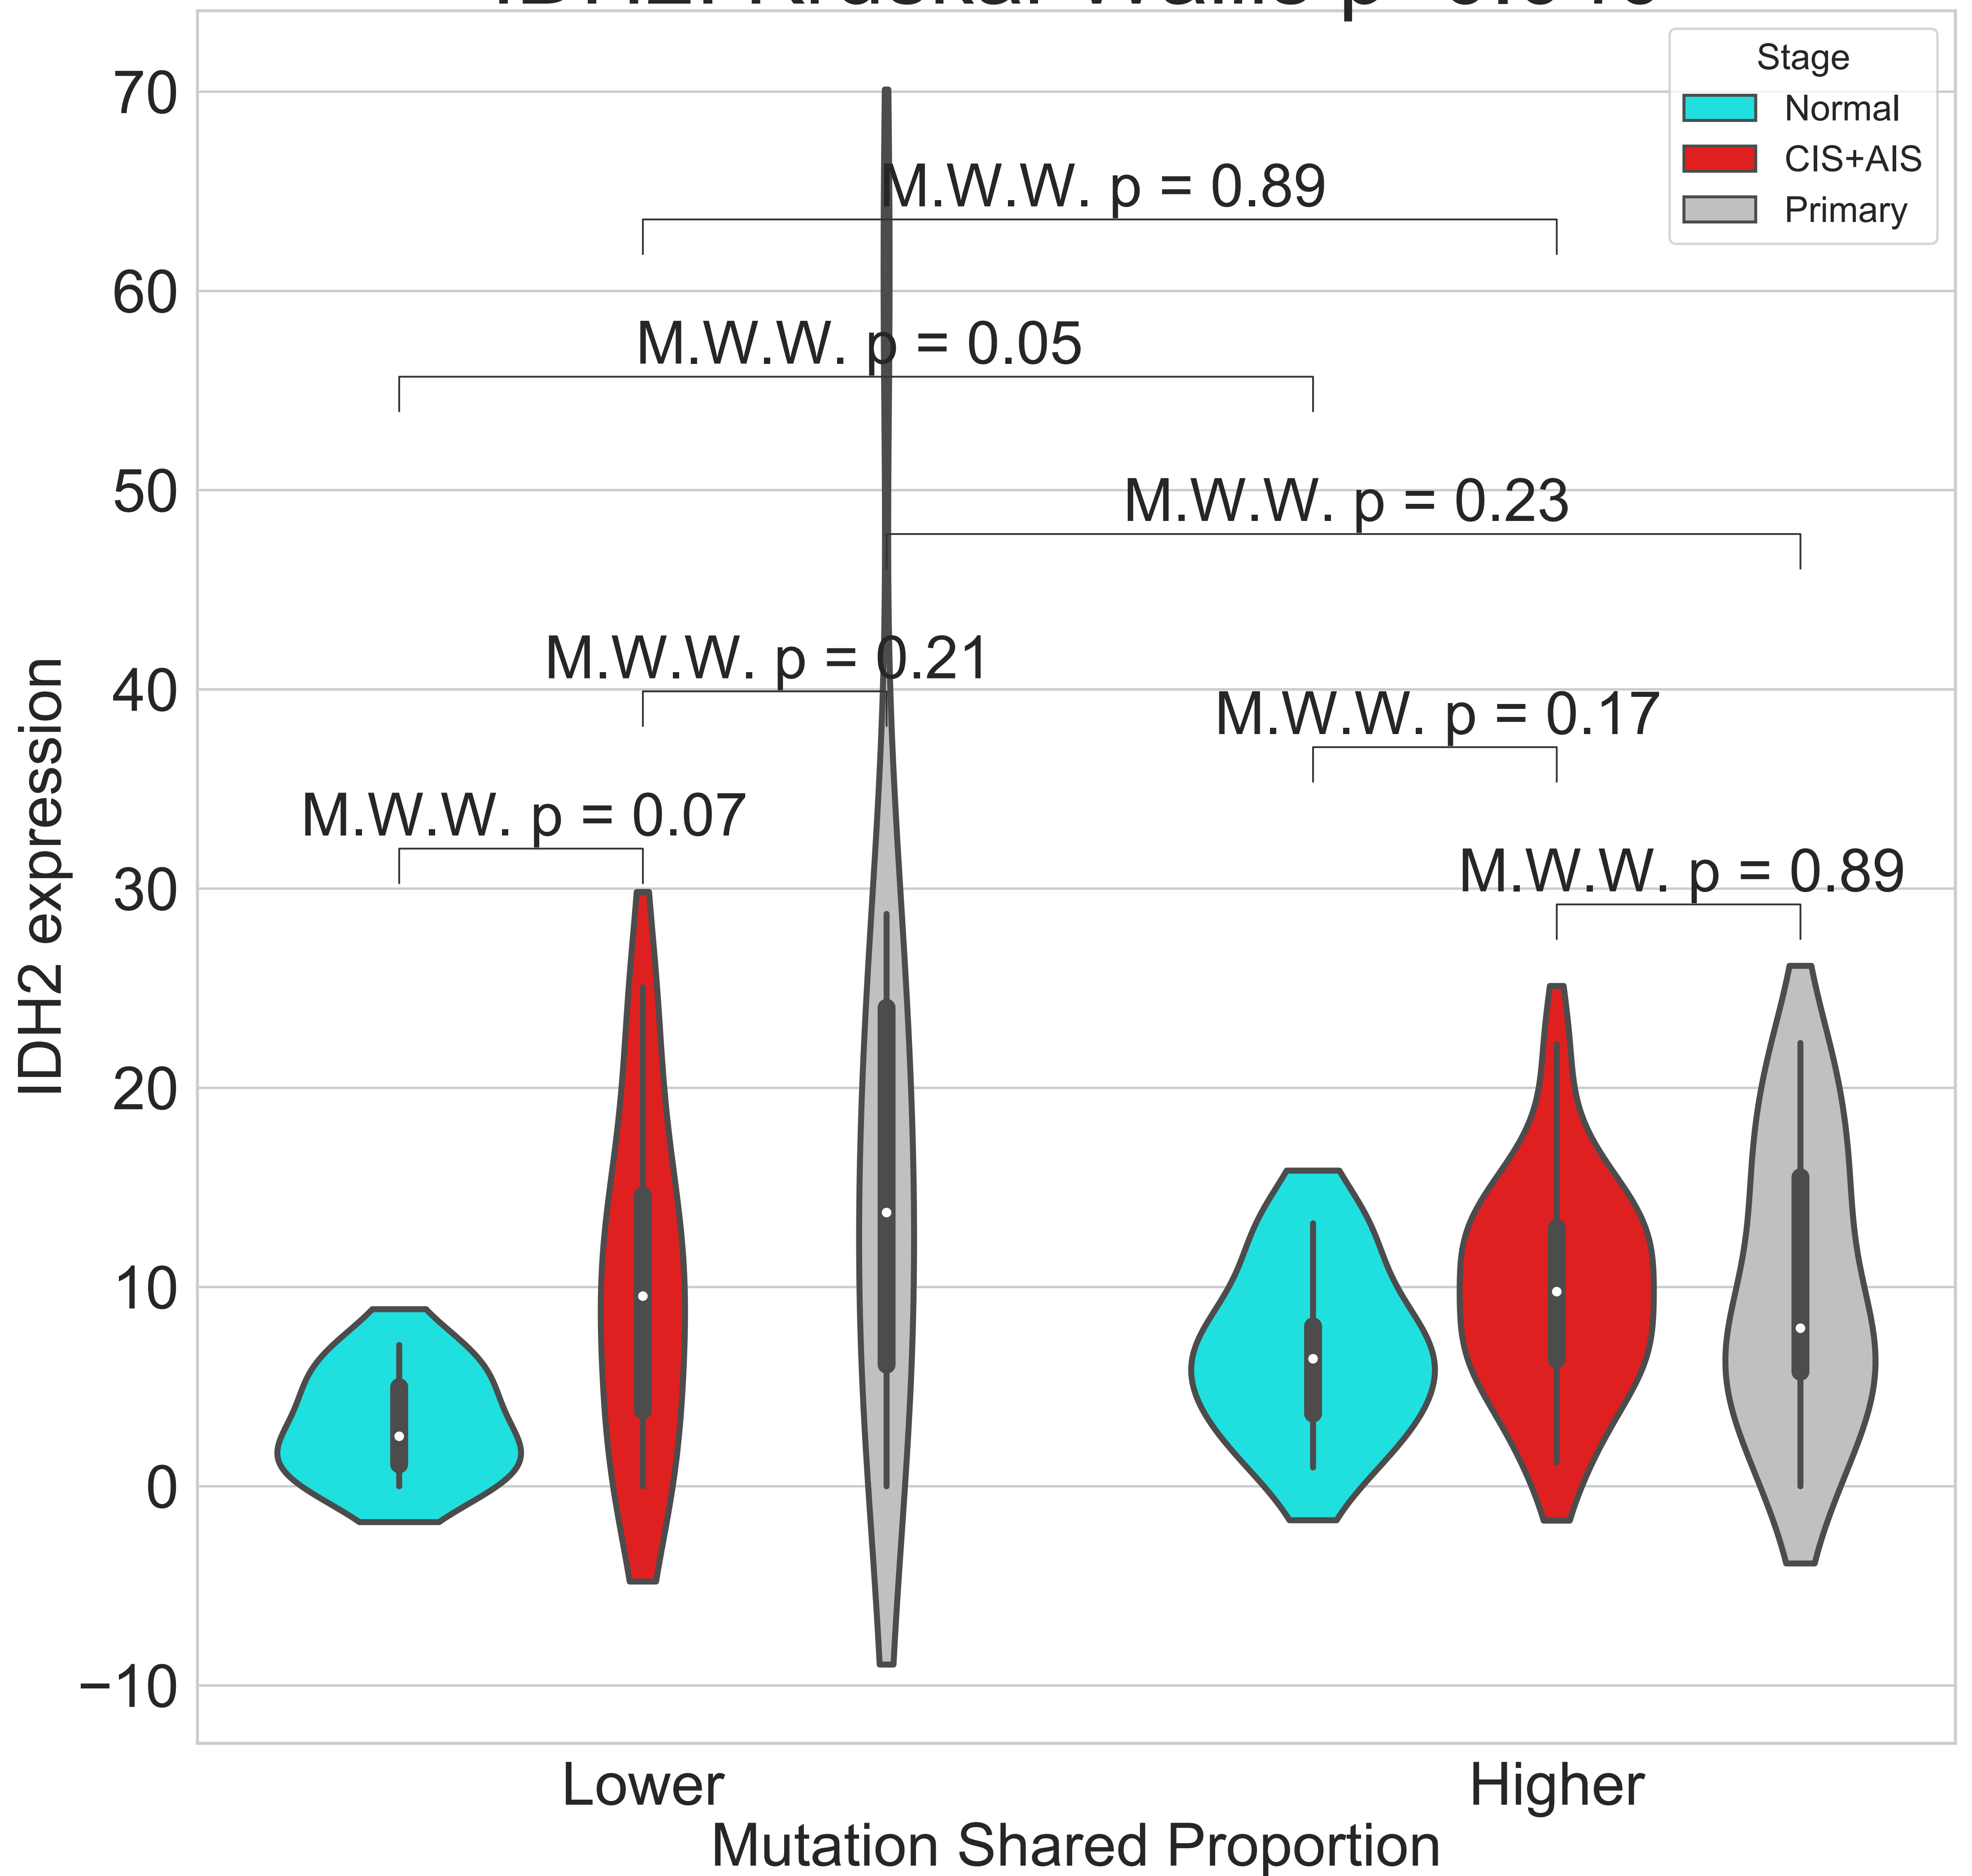 Stage
Normal
CIS+AIS
Primary
70
60
50
40
30
20
10
0
−10
IDH2 expression
M.W.W. p = 0.89
M.W.W. p = 0.05
M.W.W. p = 0.23
M.W.W. p = 0.21
M.W.W. p = 0.17
M.W.W. p = 0.07
M.W.W. p = 0.89
Lower
Higher
Mutation Shared Proportion